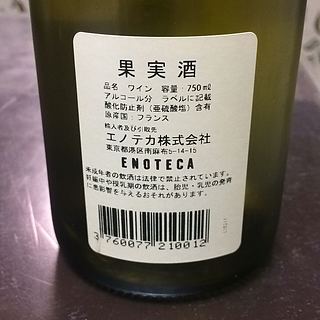 果実酒
品名 ワイン 容量・750㎖
アルコール分 ラベルに記載
酸化防止剤(亜硫酸塩)含有
原産国・フランス
輸入者及び引取先
エノテカ株式会社
東京都港区南麻布5-14-15
ENOTECA
未成年者の飲酒は法律で禁止されています。
妊娠中や授乳期の飲酒は、胎児・乳児の発育
に悪影響を与えるおそれがあります。
3 760077 210012